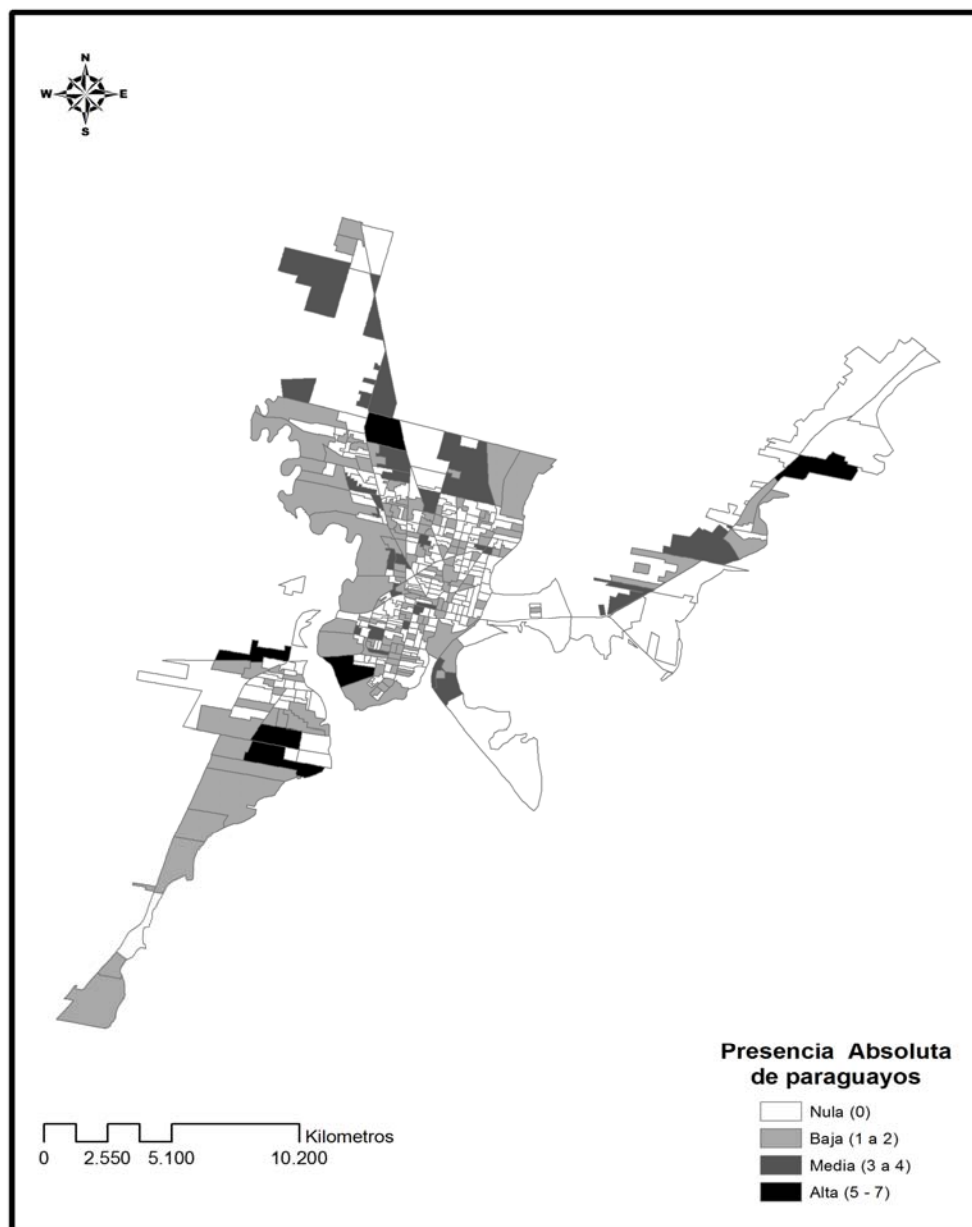 N
W E
S
Presencia Absoluta
de paraguayos
Nula (0)
Baja (1 a 2)
Media (3 a 4)
Alta (5 - 7)
Kilometros
0 2.550 5.100 10.200